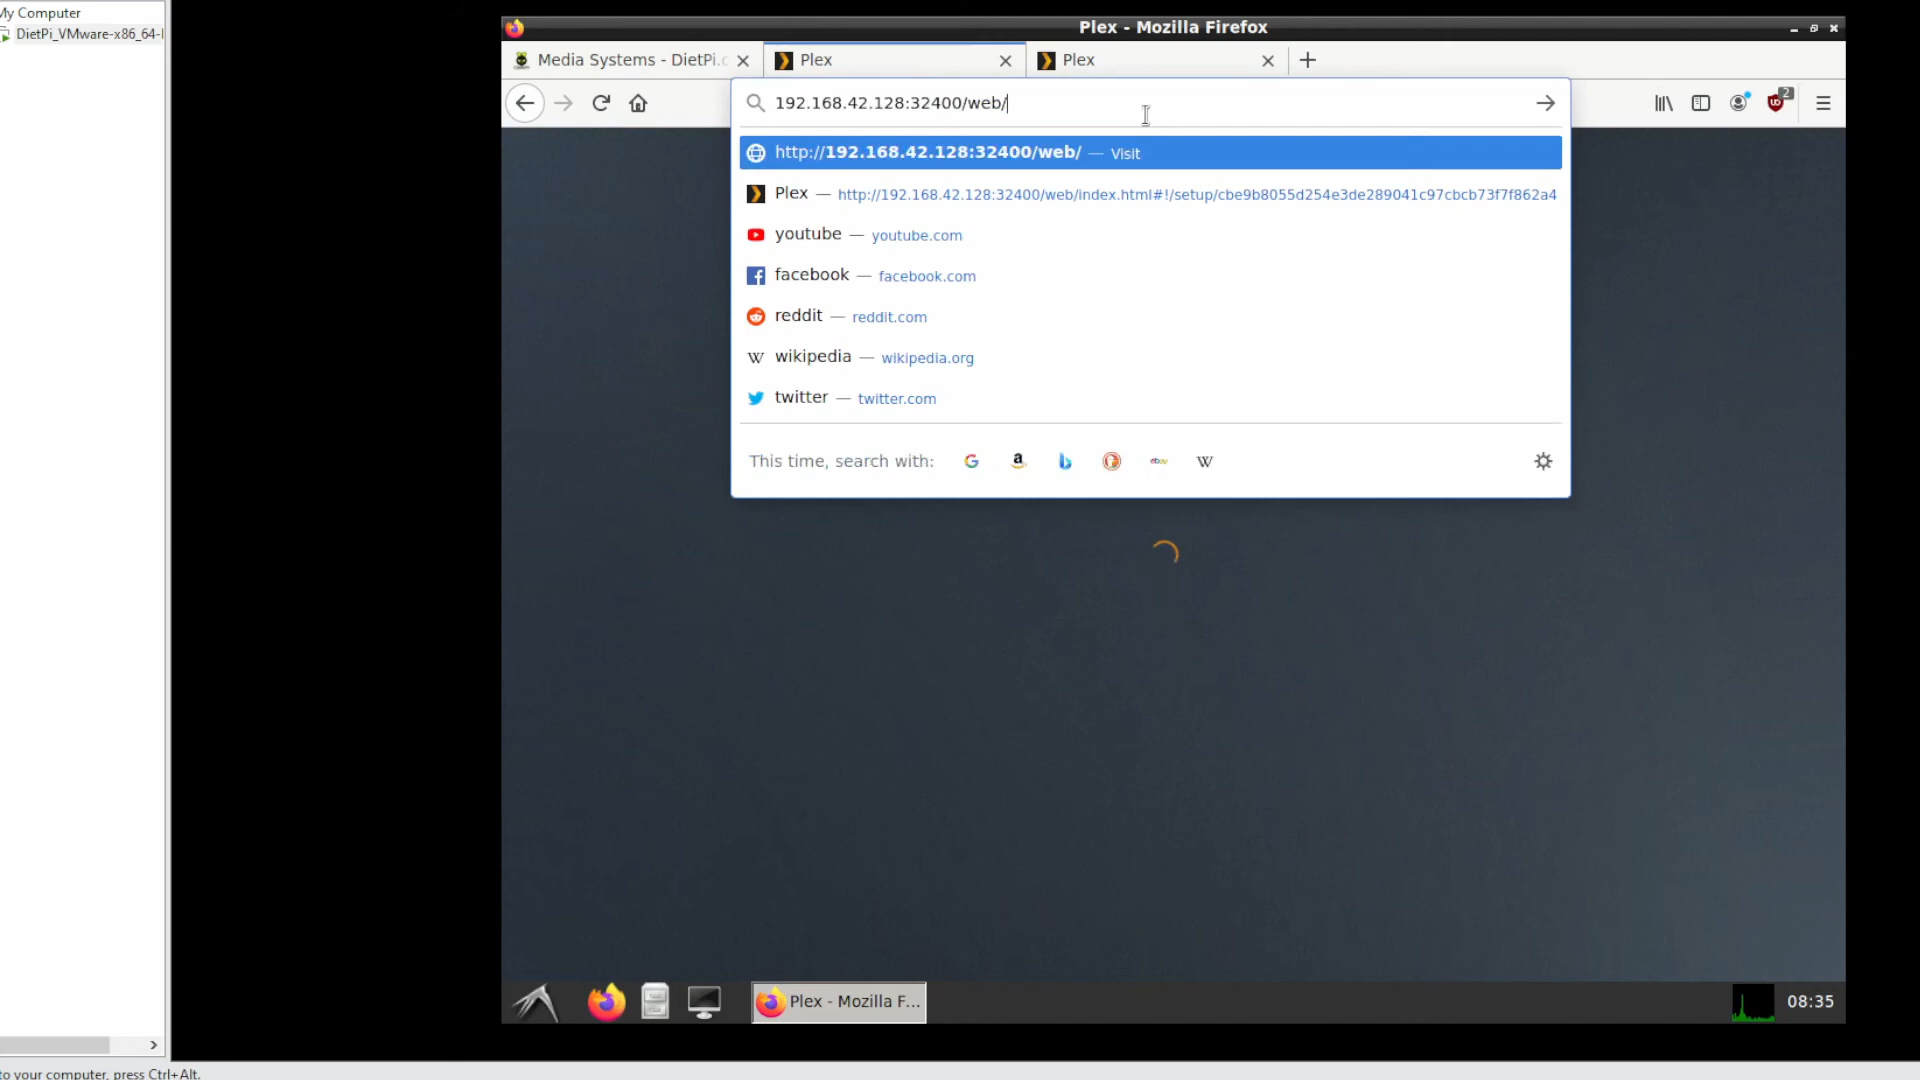 My Computer
DietPi_VMware-x86_64-
Plex - Mozilla Firefox
Media Systems - DietPi.c
Plex
Plex
192.168.42.128:32400/web/
2
http://192.168.42.128:32400/web/ — Visit
Plex — http://192.168.42.128:32400/web/index.html#!/setup/cbe9b8055d254e3de289041c97cbcb73f7f862a4
youtube — youtube.com
facebook — facebook.com
reddit — reddit.com
wikipedia — wikipedia.org
twitter — twitter.com
This time, search with:
Plex - Mozilla F...
08:35
to your computer, press Ctrl+Alt.